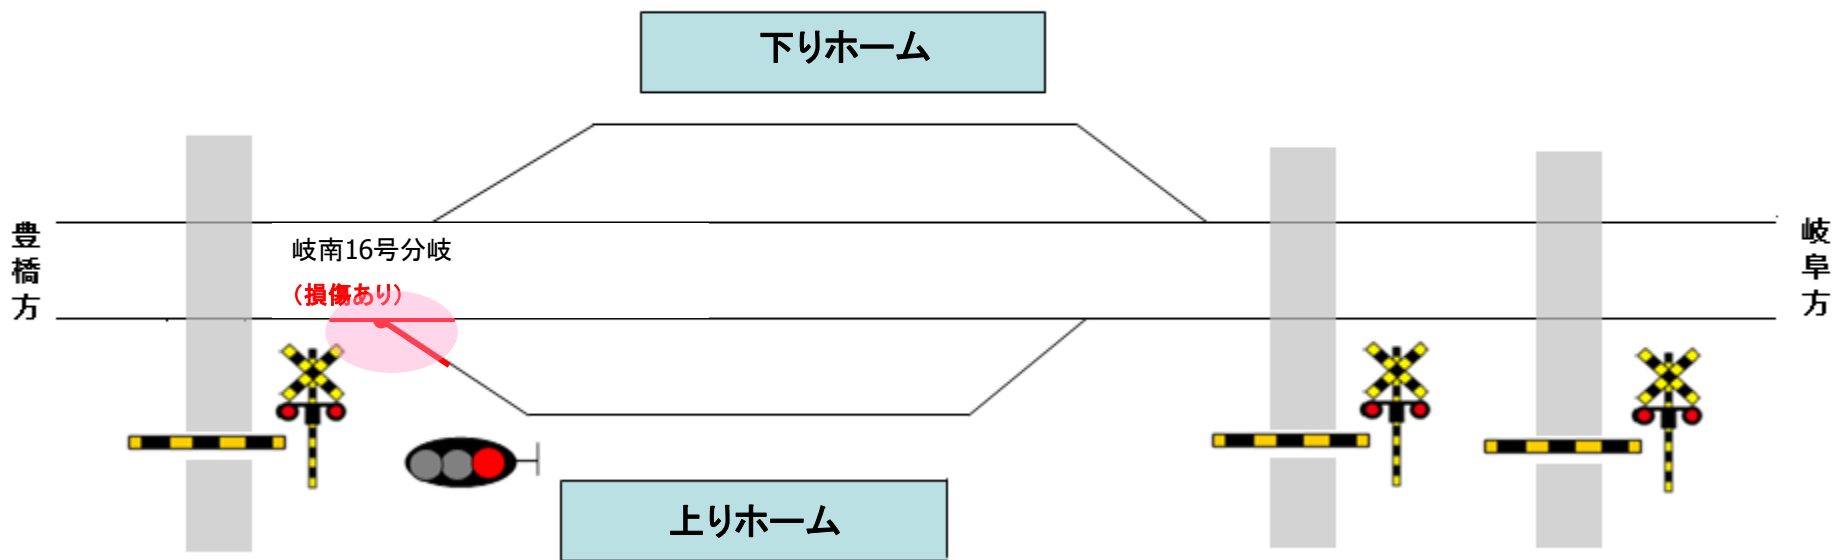 下りホーム
豊橋方
岐南16号分岐
(損傷あり)
岐阜方
上りホーム